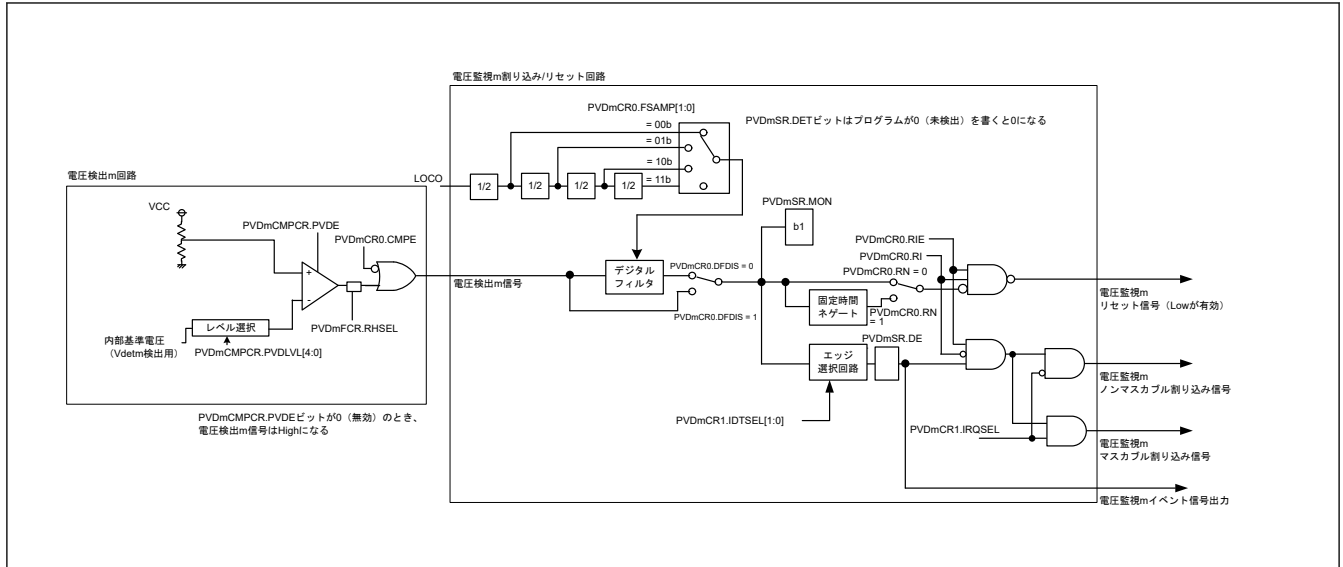 電圧監視m割り込み/リセット回路
PVDmCR0.FSAMP[1:0]
PVDmSR.DETビットはプログラムが0（未検出）を書くと0になる
= 00b
= 01b
= 10b
= 11b
LOCO
1/2
1/2
1/2
1/2
電圧検出m回路
VCC
PVDmCMPCR.PVDE
PVDmCR0.CMPE
+
-
PVDmFCR.RHSEL
レベル選択
内部基準電圧
（Vdetm検出用）
PVDmCMPCR.PVDLVL[4:0]
PVDmCMPCR.PVDEビットが0（無効）のとき、
電圧検出m信号はHighになる
電圧検出m信号
デジタル
フィルタ
PVDmCR0.DFDIS = 0
PVDmCR0.DFDIS = 1
PVDmSR.MON
b1
PVDmCR0.RIE
PVDmCR0.RI
PVDmCR0.RN = 0
固定時間
ネゲート
PVDmCR0.RN
= 1
エッジ
選択回路
PVDmSR.DE
PVDmCR1.IDTSEL[1:0]
PVDmCR1.IRQSEL
電圧監視m
リセット信号（Lowが有効）
電圧監視m
ノンマスカブル割り込み信号
電圧監視m
マスカブル割り込み信号
電圧監視mイベント信号出力